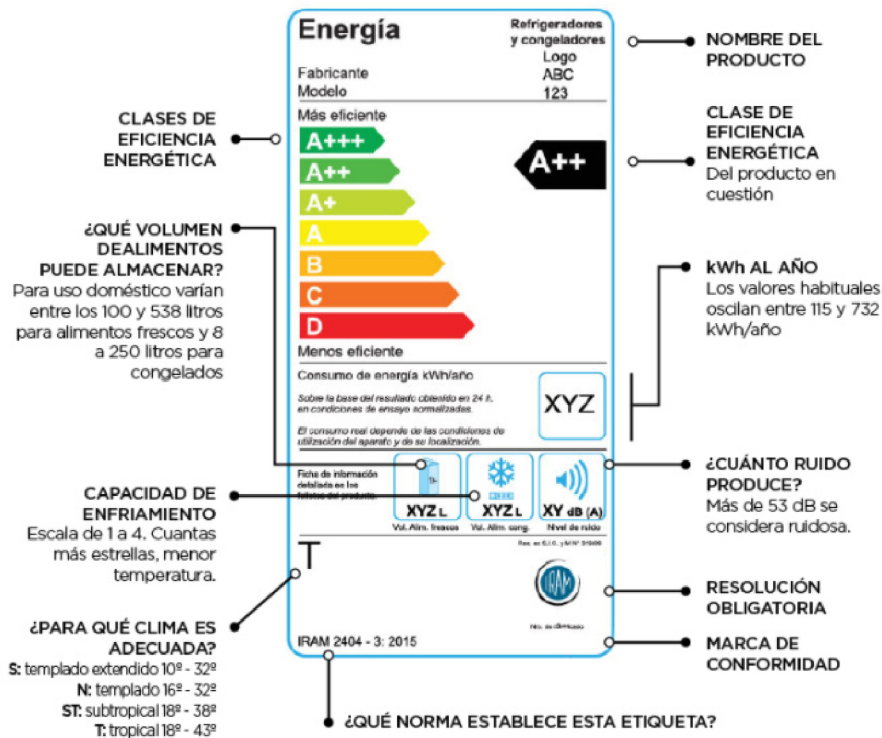 Energía
Refrigeradores
y congeladores
Logo
Fabricante
ABC
Modelo
123
Más eficiente
A+++
A++
A+
A
B
C
D
A++
Menos eficiente
Consumo de energía kWh/año
Sobre la base del resultado obtenido en 24 h.
en condiciones de ensayo normalizadas.
El consumo real depende de las condiciones de
utilización del aparato y de su localización.
XYZ
Ficha de información
detallada en los
folletos del producto.
XYZ L
XYZ L
XY dB (A)
Vol. Alim. frescos
Vol. Alim. cong.
Nivel de ruido
T
IRAM
IRAM 2404 - 3: 2015
CLASES DE
EFICIENCIA
ENERGÉTICA
¿QUÉ VOLUMEN
DEALIMENTOS
PUEDE ALMACENAR?
Para uso doméstico varían
entre los 100 y 538 litros
para alimentos frescos y 8
a 250 litros para
congelados
CAPACIDAD DE
ENFRIAMIENTO
Escala de 1 a 4. Cuantas
más estrellas, menor
temperatura.
¿PARA QUÉ CLIMA ES
ADECUADA?
S: templado extendido 10º - 32º
N: templado 16º - 32º
ST: subtropical 18º - 38º
T: tropical 18º - 43º
NOMBRE DEL
PRODUCTO
CLASE DE
EFICIENCIA
ENERGÉTICA
Del producto en
cuestión
kWh AL AÑO
Los valores habituales
oscilan entre 115 y 732
kWh/año
¿CUÁNTO RUIDO
PRODUCE?
Más de 53 dB se
considera ruidosa.
RESOLUCIÓN
OBLIGATORIA
MARCA DE
CONFORMIDAD
¿QUÉ NORMA ESTABLECE ESTA ETIQUETA?